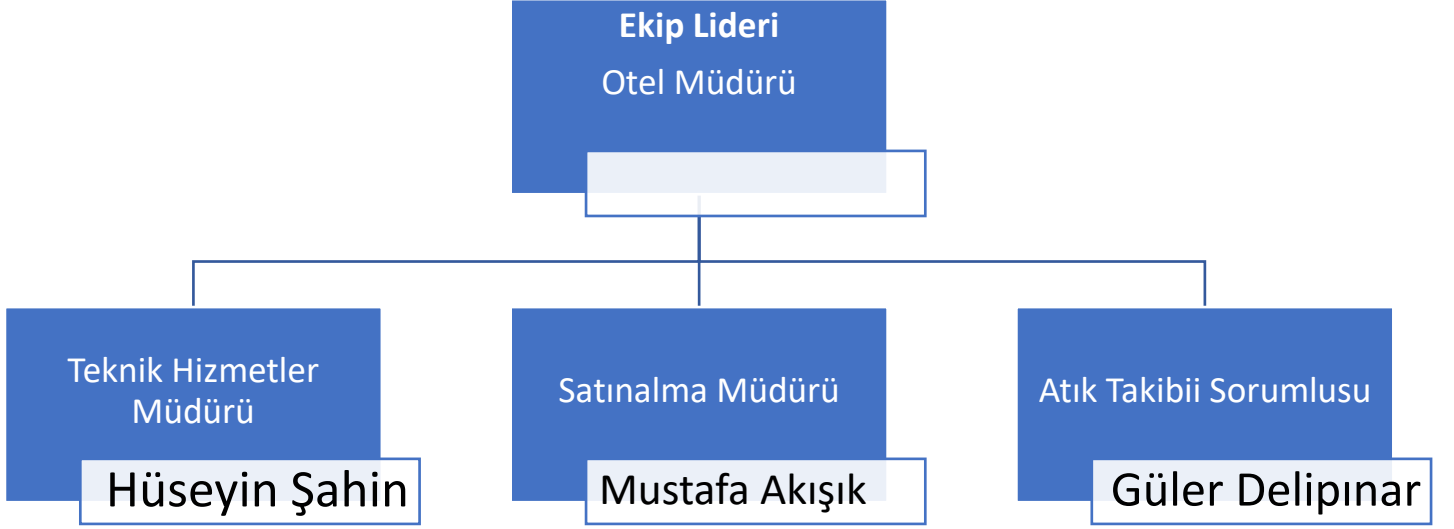 Ekip Lideri
Otel Müdürü
Teknik Hizmetler
Müdürü
Hüseyin Şahin
Satınalma Müdürü
Mustafa Akışık
Atık Takibii Sorumlusu
Güler Delipınar